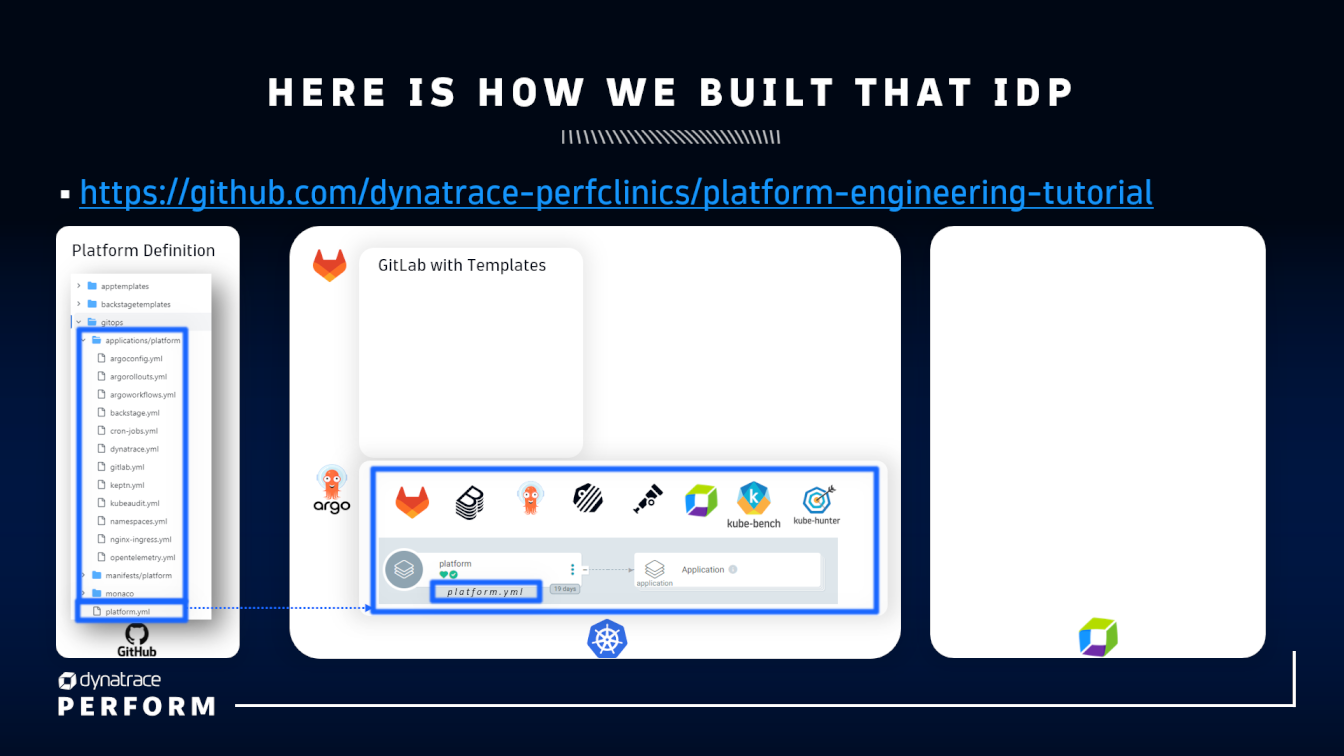 HERE IS HOW WE BUILT THAT IDP
https://github.com/dynatrace-perfclinics/platform-engineering-tutorial
Platform Definition
apptemplates
backstagetemplates
gitops
applications/platform
argoconfig.yml
argorollouts.yml
argoworkflows.yml
backstage.yml
cron-jobs.yml
dynatrace.yml
gitlab.yml
keptn.yml
kubeaudit.yml
namespaces.yml
nginx-ingress.yml
opentelemetry.yml
manifests/platform
monaco
platform.yml
GitHub
GitLab with Templates
argo
kube-bench
kube-hunter
platform
platform.yml
19 days
application
Application
dynatrace
PERFORM